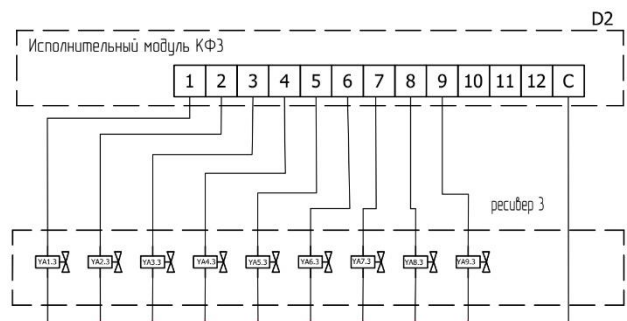 D2
Исполнительный модуль КФ3
1 2 3 4 5 6 7 8 9 10 11 12 C
ресивер 3
YA1.3 YA2.3 YA3.3 YA4.3 YA5.3 YA6.3 YA7.3 YA8.3 YA9.3